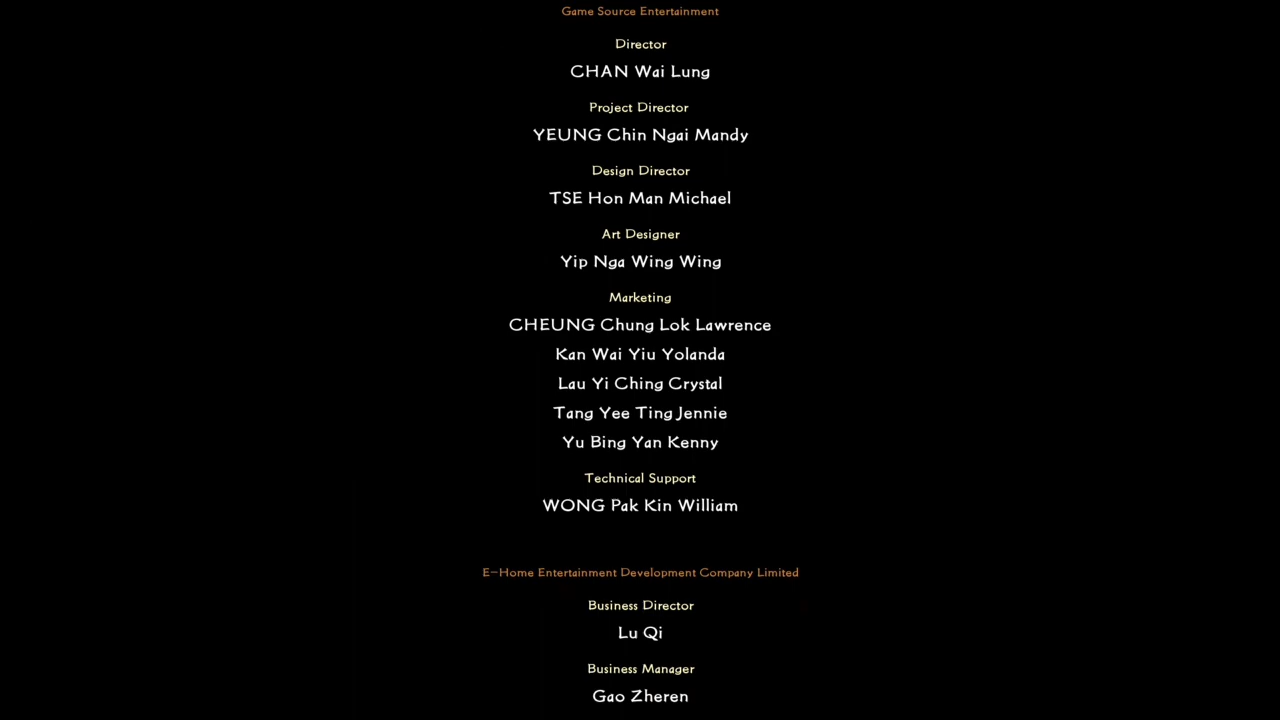 Game Source Entertainment
Director
CHAN Wai Lung
Project Director
YEUNG Chin Ngai Mandy
Design Director
TSE Hon Man Michael
Art Designer
Yip Nga Wing Wing
Marketing
CHEUNG Chung Lok Lawrence
Kan Wai Yiu Yolanda
Lau Yi Ching Crystal
Tang Yee Ting Jennie
Yu Bing Yan Kenny
Technical Support
WONG Pak Kin William
E-Home Entertainment Development Company Limited
Business Director
Lu Qi
Business Manager
Gao Zheren